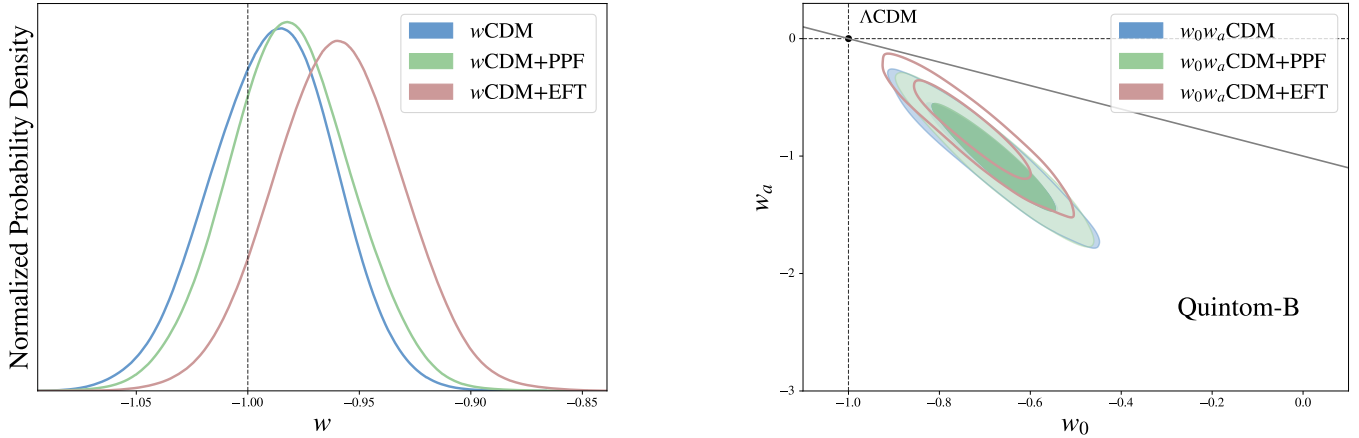 Normalized Probability Density
wCDM
wCDM+PPF
wCDM+EFT
−1.05
−1.00
−0.95
−0.90
−0.85
w
ΛCDM
w₀wₐCDM
w₀wₐCDM+PPF
w₀wₐCDM+EFT
0
−1
−2
−3
wₐ
Quintom-B
−1.0
−0.8
−0.6
−0.4
−0.2
0.0
w₀